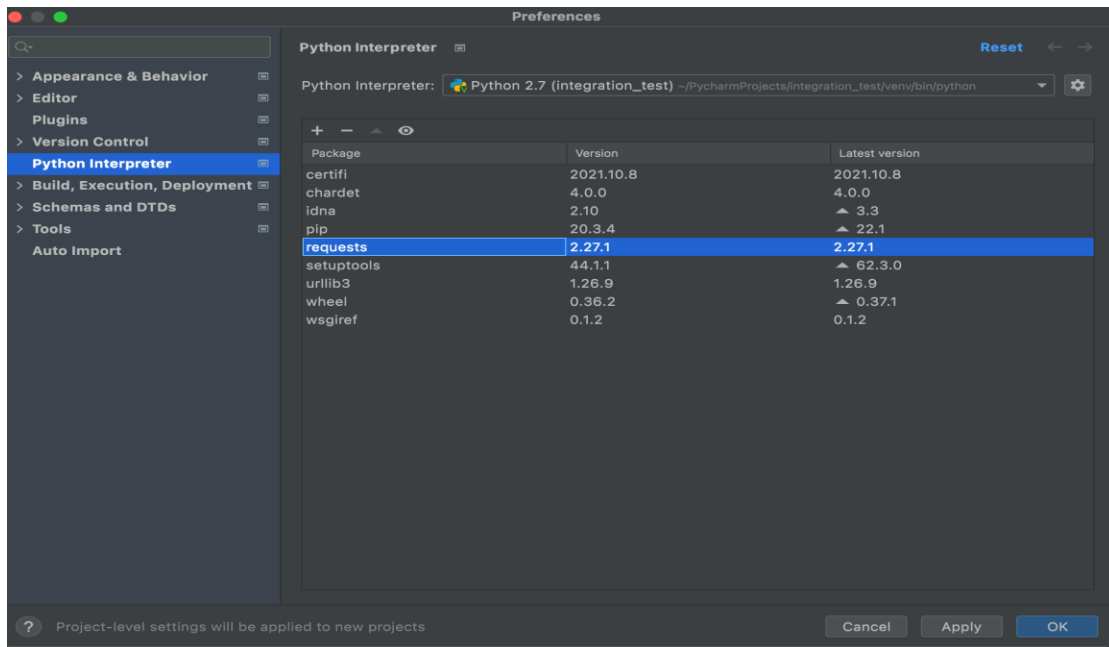 Preferences
Python Interpreter
Reset
Appearance & Behavior
Editor
Plugins
Version Control
Python Interpreter
Build, Execution, Deployment
Schemas and DTDs
Tools
Auto Import
Python Interpreter: Python 2.7 (integration_test) ~/PycharmProjects/integration_test/venv/bin/python
Package Version Latest version
certifi 2021.10.8 2021.10.8
chardet 4.0.0 4.0.0
idna 2.10 3.3
pip 20.3.4 22.1
requests 2.27.1 2.27.1
setuptools 44.1.1 62.3.0
urllib3 1.26.9 1.26.9
wheel 0.36.2 0.37.1
wsgiref 0.1.2 0.1.2
? Project-level settings will be applied to new projects
Cancel Apply OK